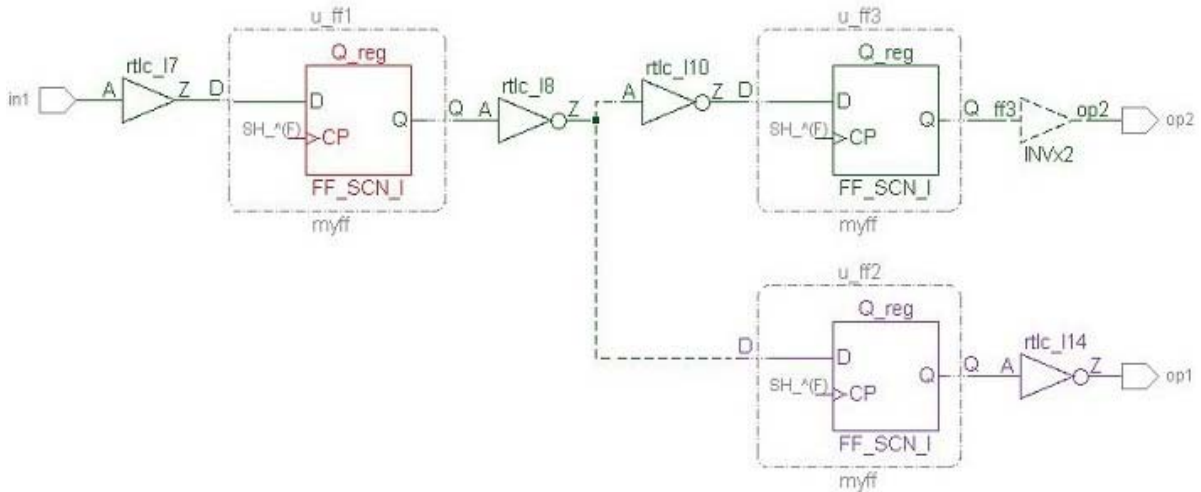 u_ff1
u_ff3
Q_reg
Q_reg
rtlc_I7
rtlc_I8
rtlc_I10
in1
A
Z
D
D
Q
Q
A
Z
A
Z
D
D
Q
Q
ff3
op2
op2
SH_^(F)
CP
SH_^(F)
CP
INVx2
FF_SCN_I
FF_SCN_I
myff
myff
u_ff2
Q_reg
rtlc_I14
D
D
Q
Q
A
Z
op1
SH_^(F)
CP
FF_SCN_I
myff